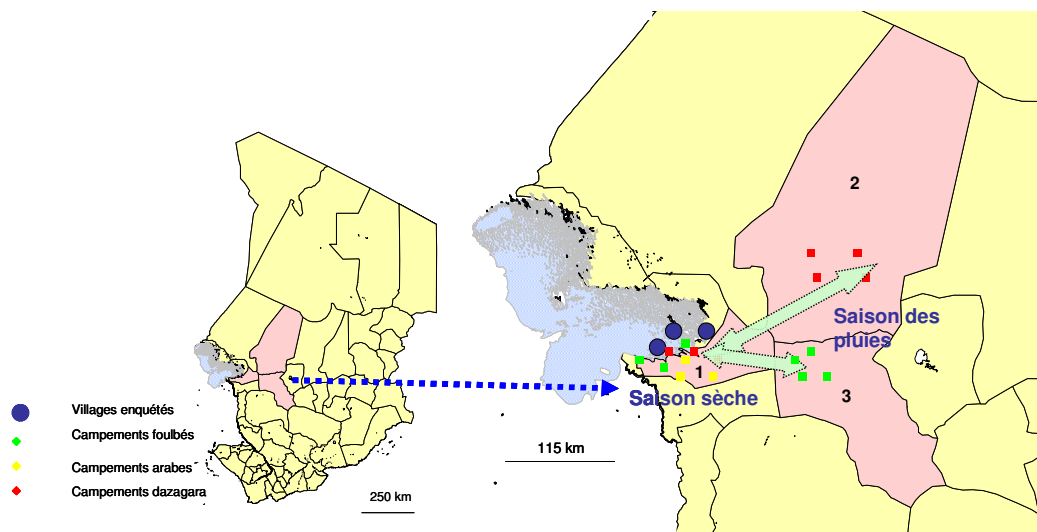 Villages enquétés
Campements foulbés
Campements arabes
Campements dazagara
250 km
115 km
2
Saison des
pluies
1
Saison sèche
3